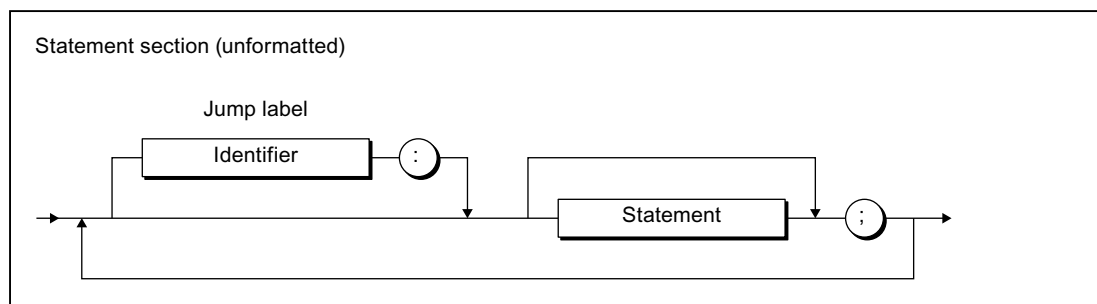 Statement section (unformatted)
Jump label
Identifier :
Statement ;